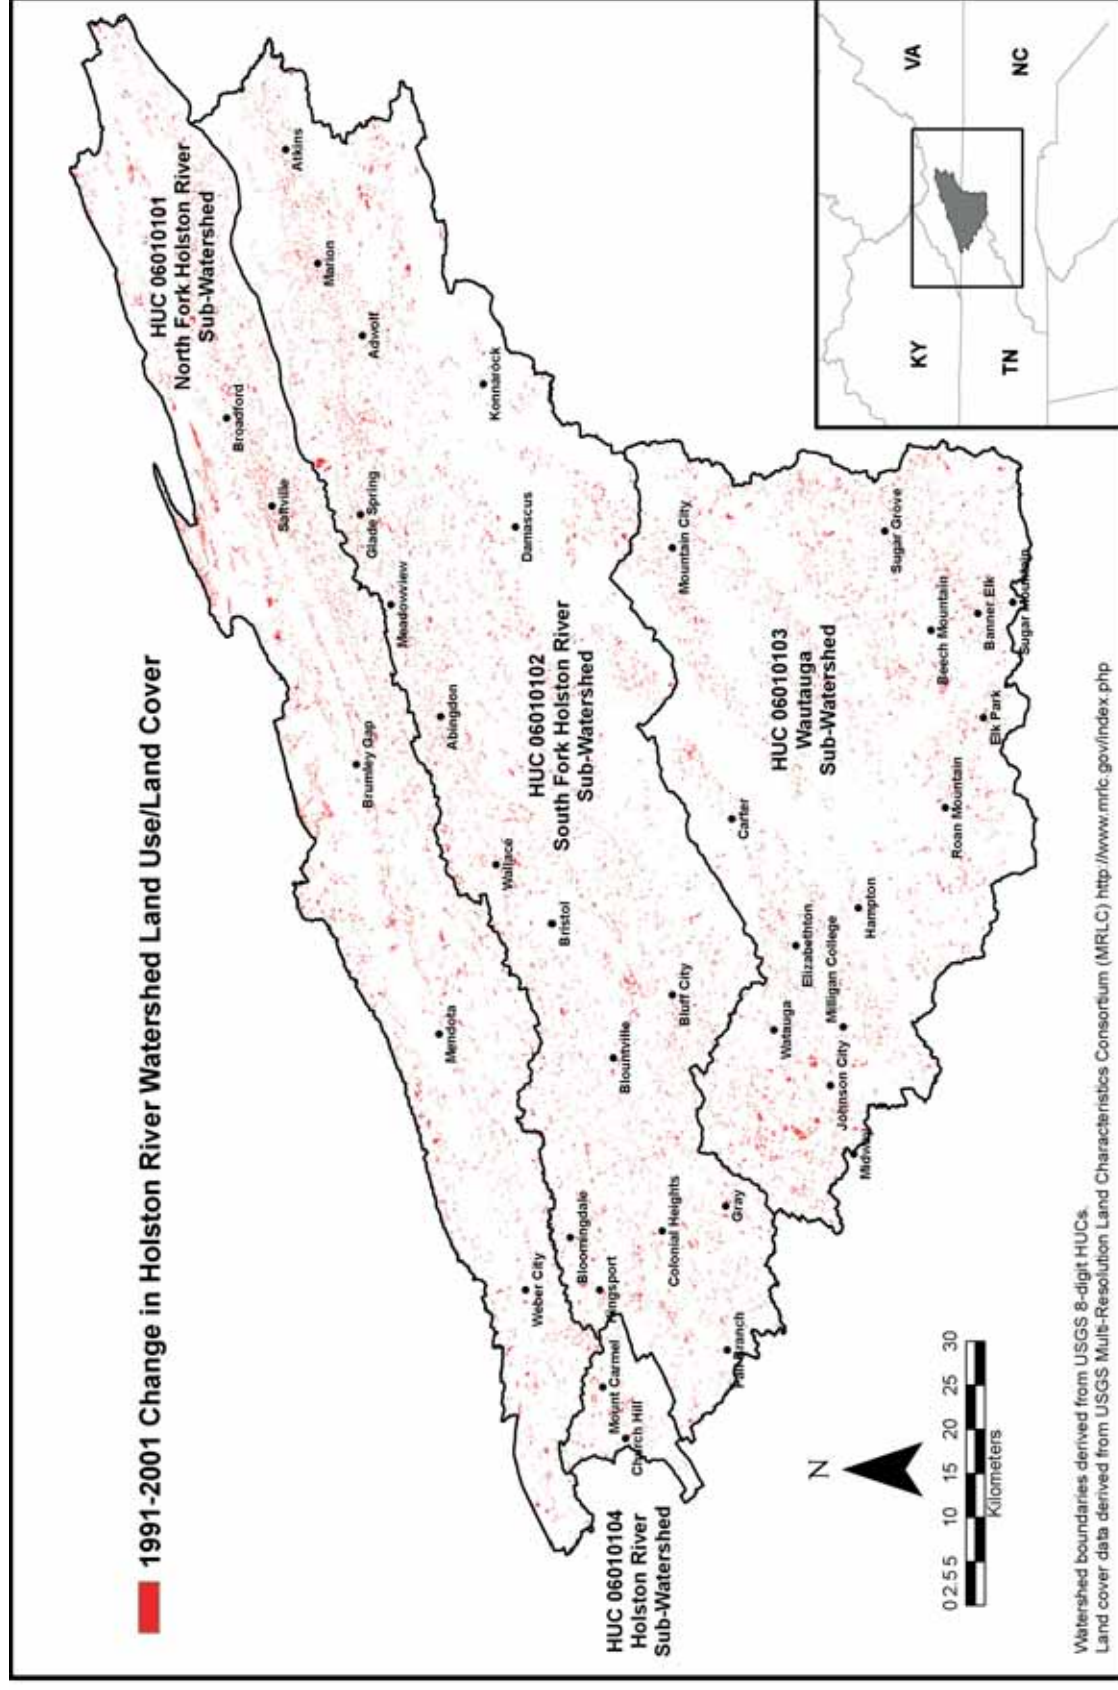 1991-2001 Change in Holston River Watershed Land Use/Land Cover
HUC 06010101
North Fork Holston River
Sub-Watershed
Broadford
Saltville
Atkins
Marion
Adwolf
Glade Spring
Konnarock
Meadowview
Damascus
Brumley Gap
Abingdon
HUC 06010102
South Fork Holston River
Sub-Watershed
Wallace
Bristol
Mendota
Bluff City
Blountville
Weber City
Bloomingdale
Kingsport
Colonial Heights
Gray
Fall Branch
Mount Carmel
Church Hill
HUC 06010104
Holston River
Sub-Watershed
Mountain City
HUC 06010103
Wautauga
Sub-Watershed
Sugar Grove
Beech Mountain
Banner Elk
Sugar Mountain
Elk Park
Roan Mountain
Carter
Hampton
Elizabethton
Milligan College
Watauga
Johnson City
Midway
N
0 2.5 5 10 15 20 25 30
Kilometers
KY
VA
TN
NC
Watershed boundaries derived from USGS 8-digit HUCs.
Land cover data derived from USGS Multi-Resolution Land Characteristics Consortium (MRLC) http://www.mrlc.gov/index.php